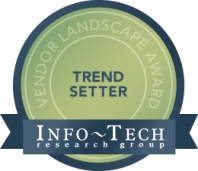 VENDOR LANDSCAPE AWARD
TREND
SETTER
INFO~TECH
research group